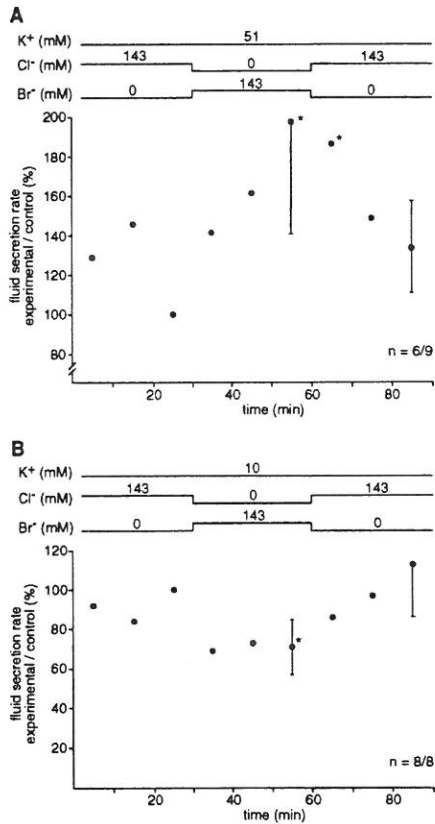 A
K+ (mM) 51
Cl- (mM) 143 0 143
Br- (mM) 0 143 0
fluid secretion rate
experimental / control (%)
200
180
160
140
120
100
80
*
*
n = 6/9
20 40 60 80
time (min)
B
K+ (mM) 10
Cl- (mM) 143 0 143
Br- (mM) 0 143 0
fluid secretion rate
experimental / control (%)
120
100
80
60
40
20
*
n = 8/8
20 40 60 80
time (min)